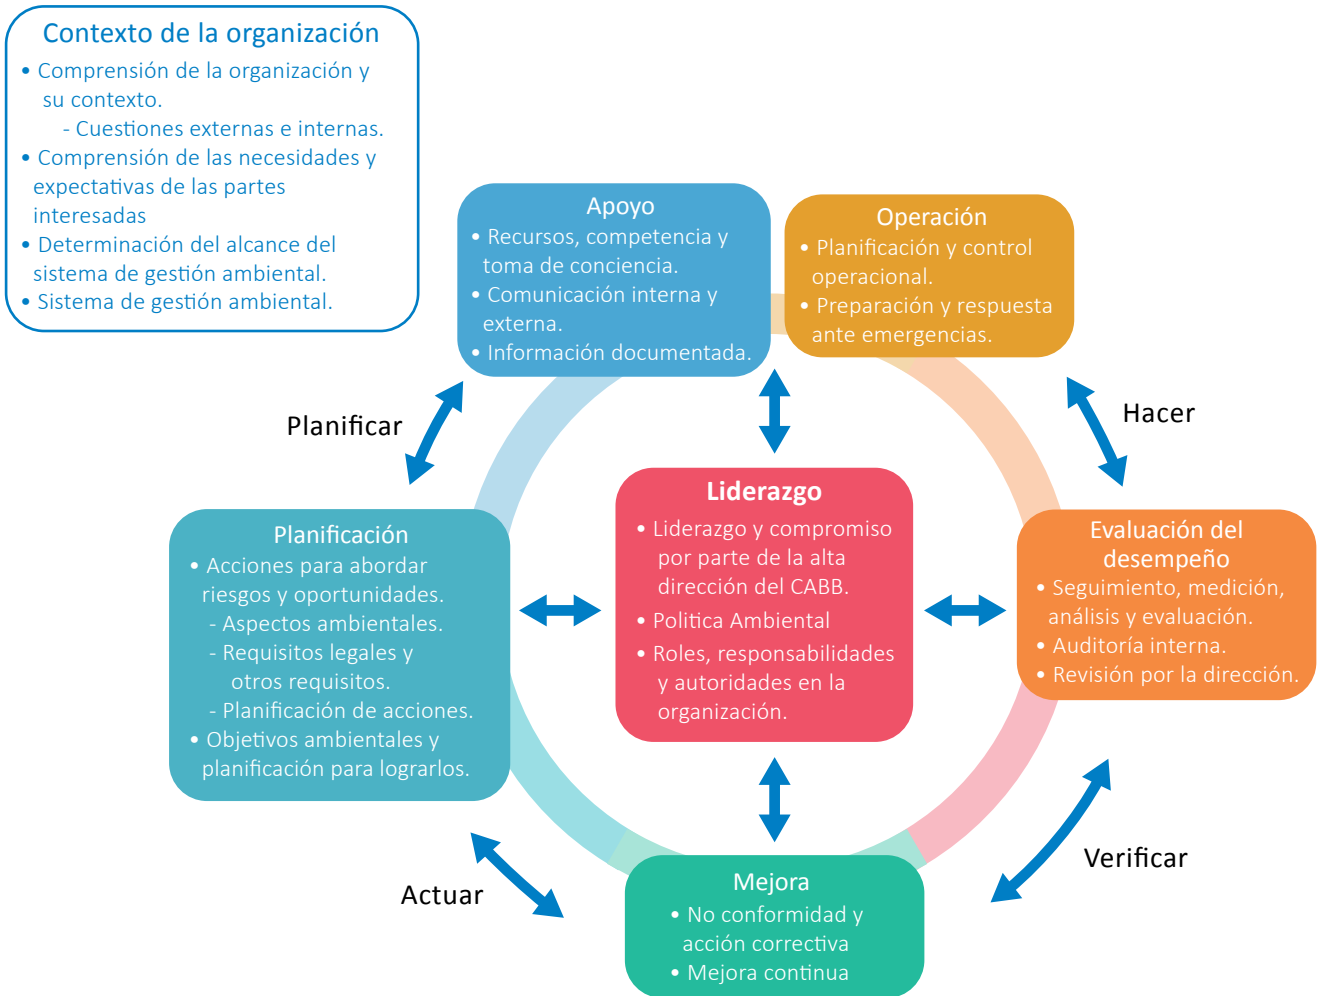 Contexto de la organización
• Comprensión de la organización y
su contexto.
- Cuestiones externas e internas.
• Comprensión de las necesidades y
expectativas de las partes
interesadas
• Determinación del alcance del
sistema de gestión ambiental.
• Sistema de gestión ambiental.
Apoyo
• Recursos, competencia y
toma de conciencia.
• Comunicación interna y
externa.
• Información documentada.
Operación
• Planificación y control
operacional.
• Preparación y respuesta
ante emergencias.
Planificar
Hacer
Planificación
• Acciones para abordar
riesgos y oportunidades.
- Aspectos ambientales.
- Requisitos legales y
otros requisitos.
- Planificación de acciones.
• Objetivos ambientales y
planificación para lograrlos.
Liderazgo
• Liderazgo y compromiso
por parte de la alta
dirección del CABB.
• Politica Ambiental
• Roles, responsabilidades
y autoridades en la
organización.
Evaluación del
desempeño
• Seguimiento, medición,
análisis y evaluación.
• Auditoría interna.
• Revisión por la dirección.
Actuar
Verificar
Mejora
• No conformidad y
acción correctiva
• Mejora continua